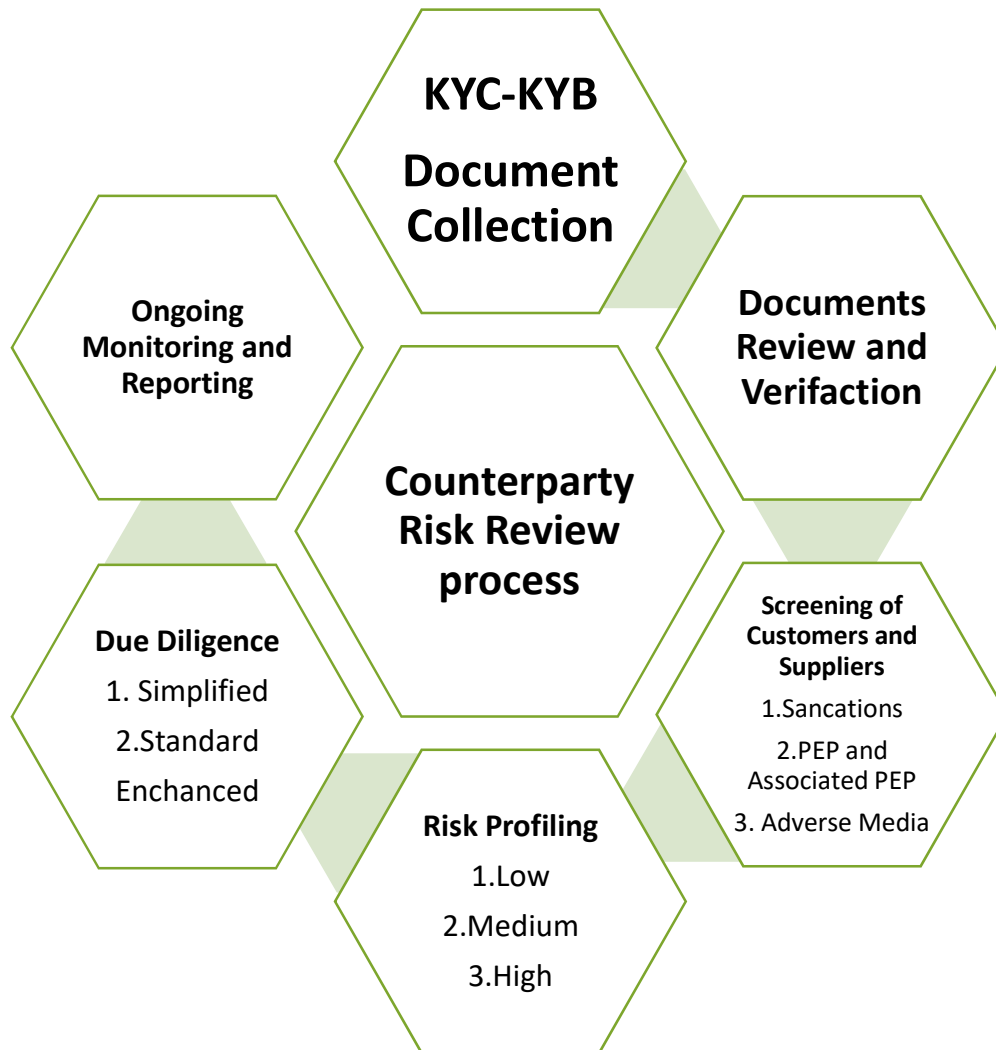 KYC-KYB
Document
Collection
Documents
Review and
Verifaction
Screening of
Customers and
Suppliers
1.Sancations
2.PEP and
Associated PEP
3. Adverse Media
Risk Profiling
1.Low
2.Medium
3.High
Due Diligence
1. Simplified
2.Standard
Enchanced
Ongoing
Monitoring and
Reporting
Counterparty
Risk Review
process